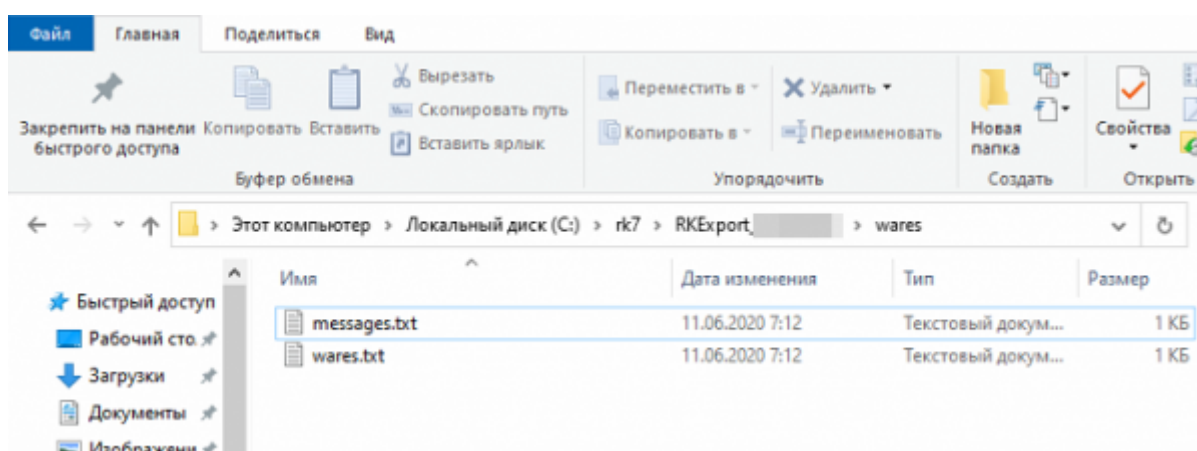 Файл Главная Поделиться Вид
Вырезать
Скопировать путь
Вставить ярлык
Закрепить на панели быстрого доступа
Копировать Вставить
Буфер обмена
Переместить в
Копировать в
Удалить
Переименовать
Упорядочить
Новая папка
Создать
Свойства
Открыть
Этот компьютер > Локальный диск (C:) > rk7 > RKExport_ > wares
Имя Дата изменения Тип Размер
Быстрый доступ
Рабочий сто
Загрузки
Документы
Изображени
messages.txt 11.06.2020 7:12 Текстовый докум... 1 КБ
wares.txt 11.06.2020 7:12 Текстовый докум... 1 КБ